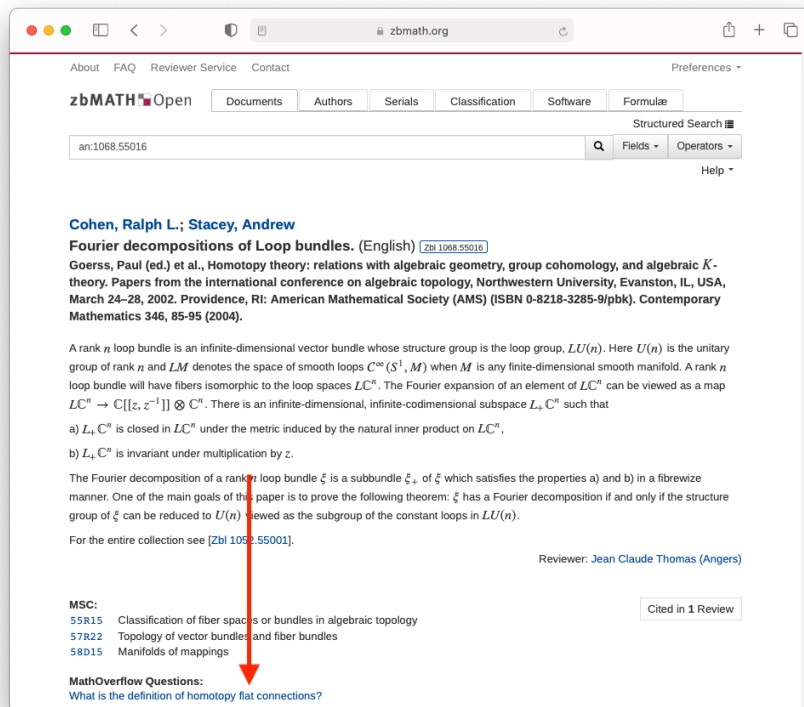 zbmath.org
About FAQ Reviewer Service Contact Preferences
zbMATH Open Documents Authors Serials Classification Software Formulæ
Structured Search
an:1068.55016 Fields Operators
Help
Cohen, Ralph L.; Stacey, Andrew
Fourier decompositions of Loop bundles. (English) Zbl 1068.55016
Goerss, Paul (ed.) et al., Homotopy theory: relations with algebraic geometry, group cohomology, and algebraic K-
theory. Papers from the international conference on algebraic topology, Northwestern University, Evanston, IL, USA,
March 24–28, 2002. Providence, RI: American Mathematical Society (AMS) (ISBN 0-8218-3285-9/pbk). Contemporary
Mathematics 346, 85-95 (2004).
A rank n loop bundle is an infinite-dimensional vector bundle whose structure group is the loop group, LU(n). Here U(n) is the unitary
group of rank n and LM denotes the space of smooth loops C^∞(S¹, M) when M is any finite-dimensional smooth manifold. A rank n
loop bundle will have fibers isomorphic to the loop spaces Lℂⁿ. The Fourier expansion of an element of Lℂⁿ can be viewed as a map
Lℂⁿ → ℂ[[z, z⁻¹]] ⊗ ℂⁿ. There is an infinite-dimensional, infinite-codimensional subspace L₊ℂⁿ such that
a) L₊ℂⁿ is closed in Lℂⁿ under the metric induced by the natural inner product on Lℂⁿ,
b) L₊ℂⁿ is invariant under multiplication by z.
The Fourier decomposition of a rank n loop bundle ξ is a subbundle ξ₊ of ξ which satisfies the properties a) and b) in a fibrewize
manner. One of the main goals of this paper is to prove the following theorem: ξ has a Fourier decomposition if and only if the structure
group of ξ can be reduced to U(n) viewed as the subgroup of the constant loops in LU(n).
For the entire collection see [Zbl 1052.55001].
Reviewer: Jean Claude Thomas (Angers)
MSC:
55R15 Classification of fiber spaces or bundles in algebraic topology
57R22 Topology of vector bundles and fiber bundles
58D15 Manifolds of mappings
Cited in 1 Review
MathOverflow Questions:
What is the definition of homotopy flat connections?